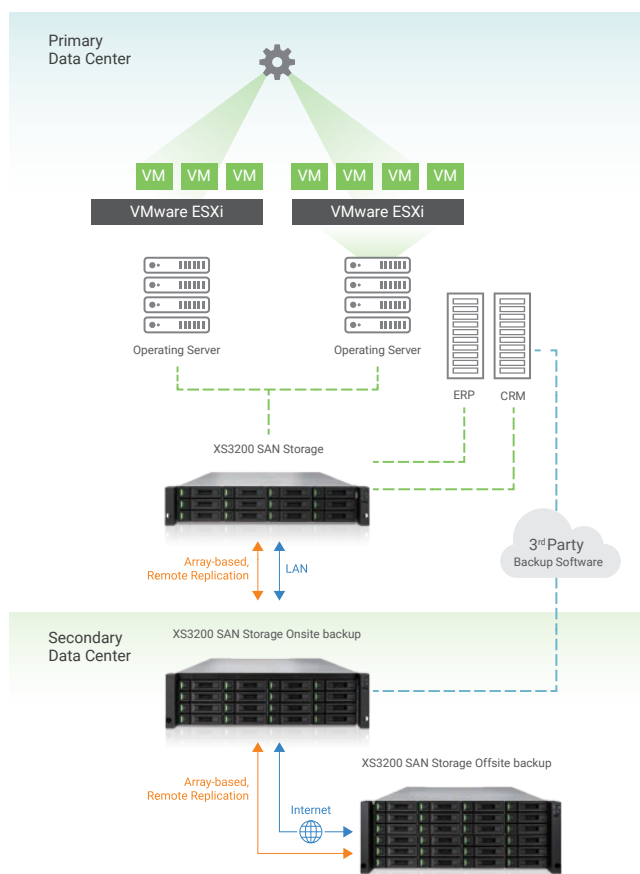 Primary
Data Center
VM VM VM
VM VM VM VM
VMware ESXi
VMware ESXi
Operating Server
Operating Server
ERP
CRM
XS3200 SAN Storage
Array-based,
Remote Replication
LAN
3rd Party
Backup Software
Secondary
Data Center
XS3200 SAN Storage Onsite backup
XS3200 SAN Storage Offsite backup
Array-based,
Remote Replication
Internet